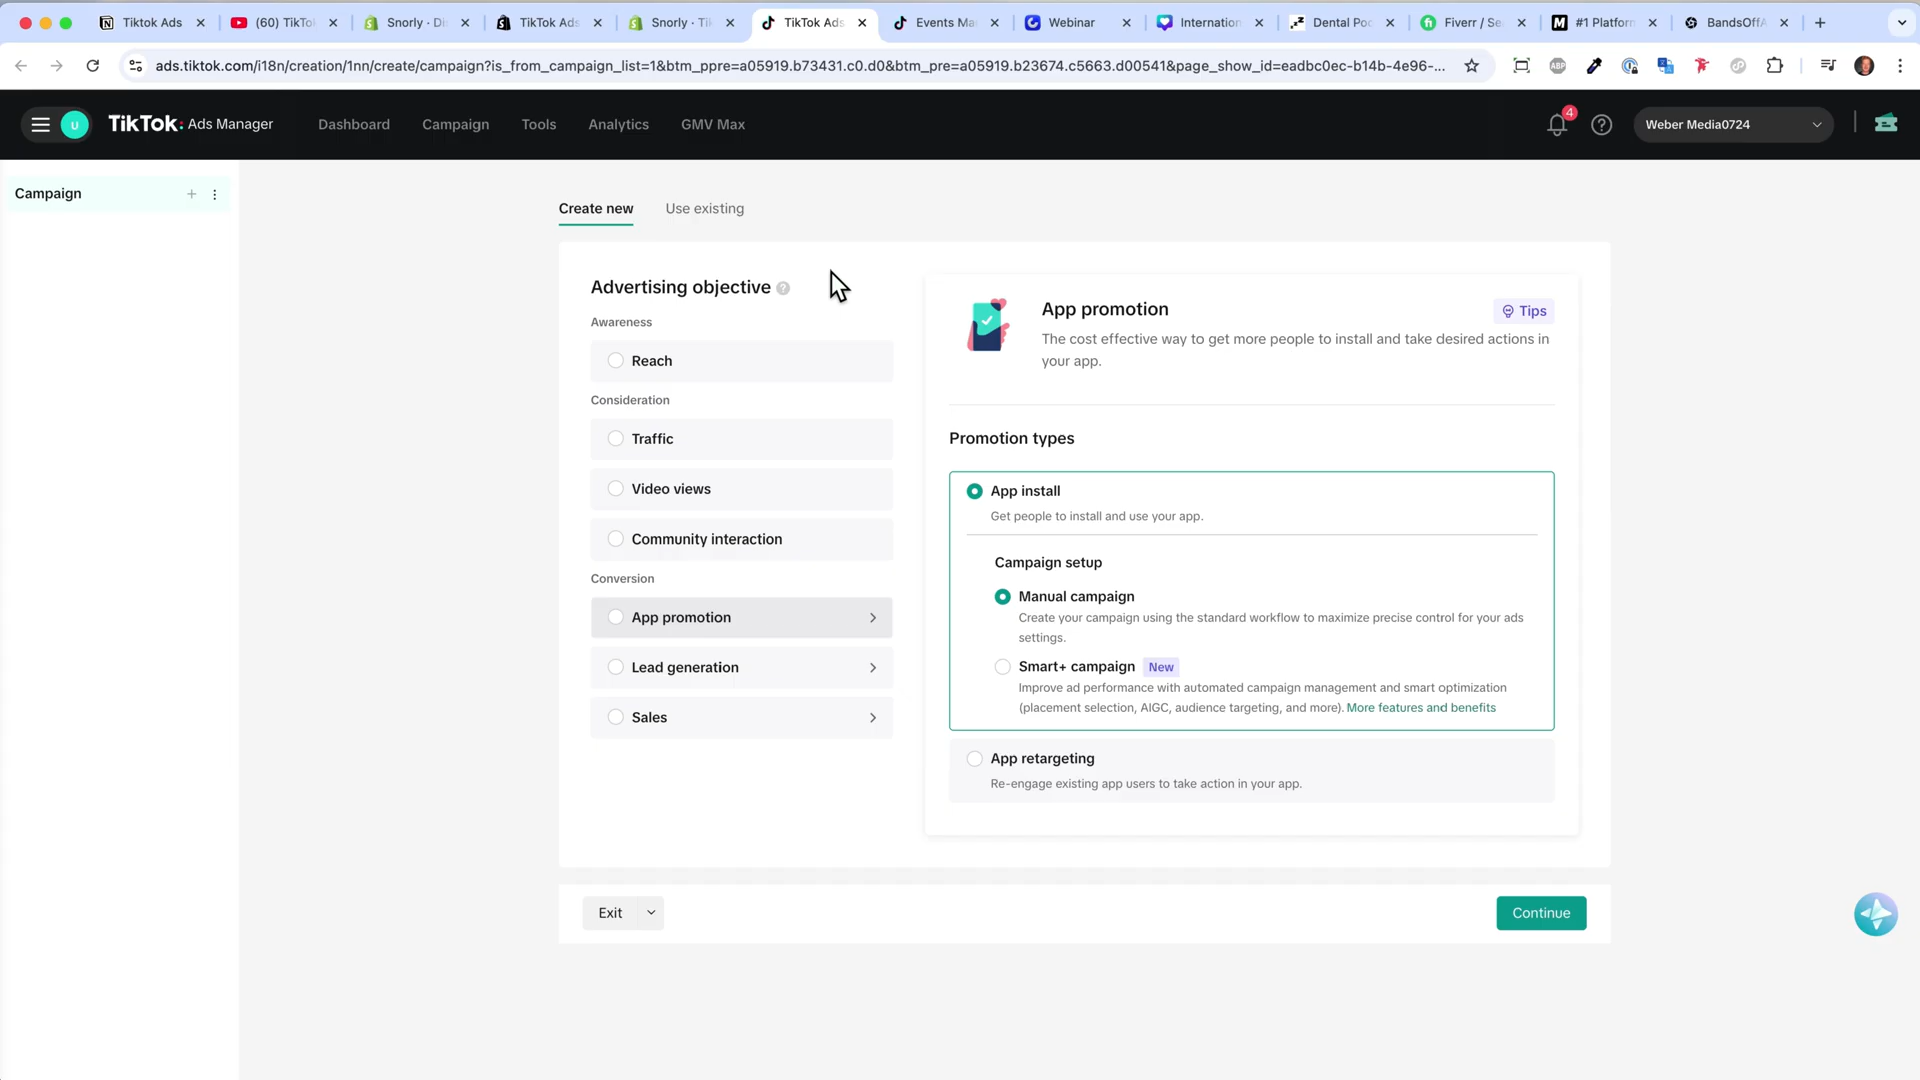 Tiktok Ads
(60) TikTo
Snorly · Di
TikTok Ads
Snorly · Ti
TikTok Ads
Events Ma
Webinar
Internation
Dental Poc
Fiverr / Se
#1 Platform
BandsOffA
ads.tiktok.com/i18n/creation/1nn/create/campaign?is_from_campaign_list=1&btm_ppre=a05919.b73431.c0.d0&btm_pre=a05919.b23674.c5663.d00541&page_show_id=eadbc0ec-b14b-4e96-...
ABP
U
TikTok: Ads Manager
Dashboard
Campaign
Tools
Analytics
GMV Max
4
Weber Media0724
Campaign
Create new
Use existing
Advertising objective
Awareness
Reach
Consideration
Traffic
Video views
Community interaction
Conversion
App promotion
Lead generation
Sales
App promotion
Tips
The cost effective way to get more people to install and take desired actions in
your app.
Promotion types
App install
Get people to install and use your app.
Campaign setup
Manual campaign
Create your campaign using the standard workflow to maximize precise control for your ads
settings.
Smart+ campaign New
Improve ad performance with automated campaign management and smart optimization
(placement selection, AIGC, audience targeting, and more). More features and benefits
App retargeting
Re-engage existing app users to take action in your app.
Exit
Continue